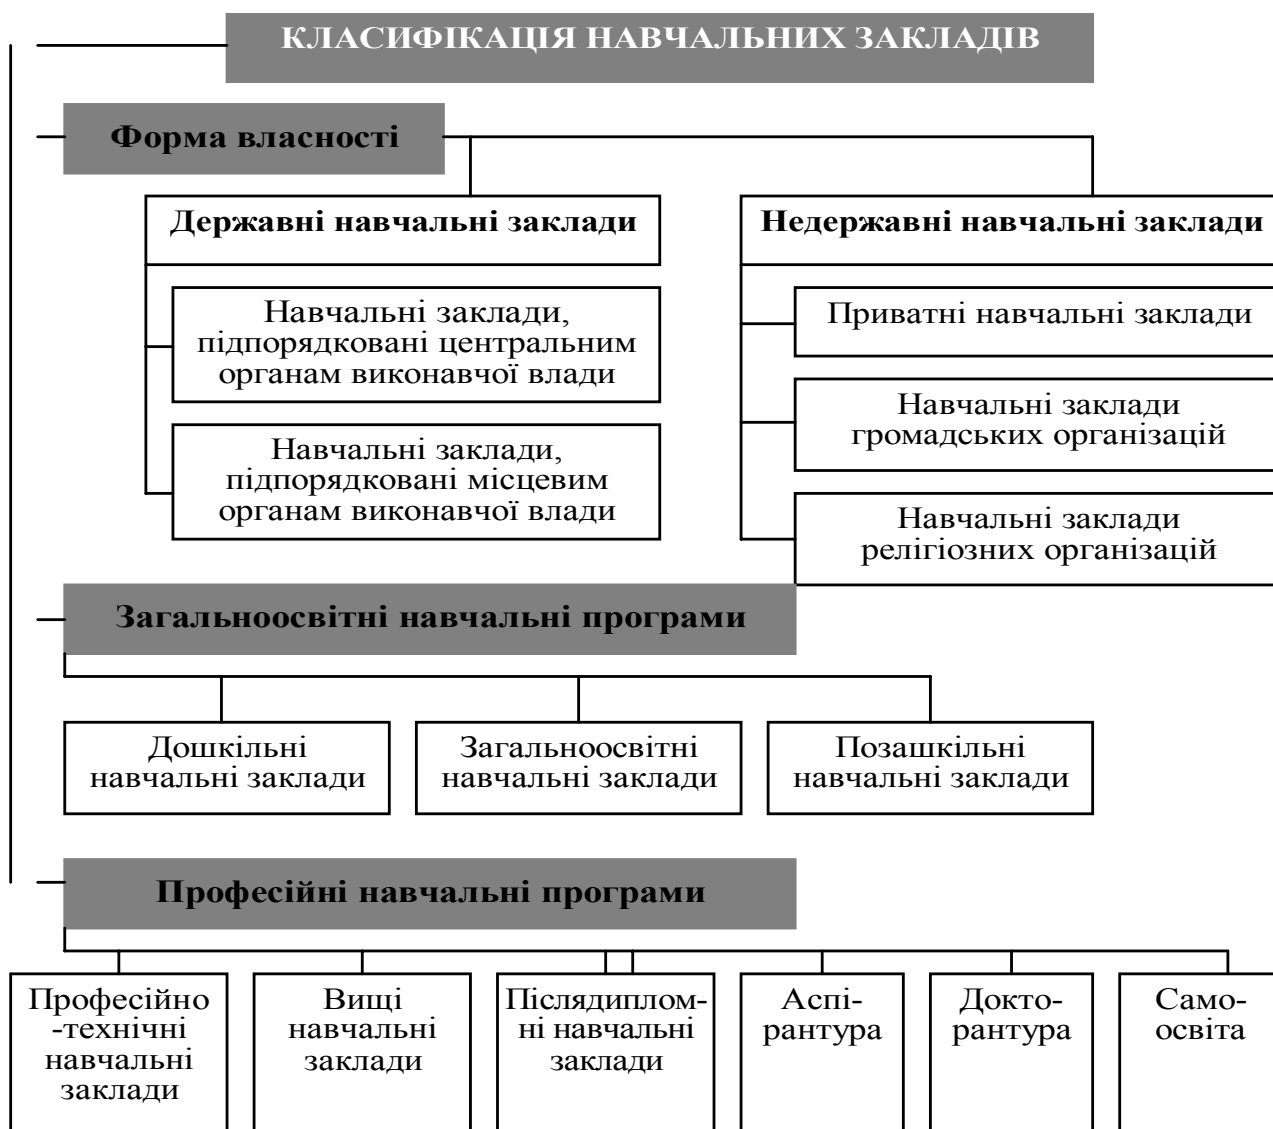 КЛАСИФІКАЦІЯ НАВЧАЛЬНИХ ЗАКЛАДІВ
Форма власності
Державні навчальні заклади
Навчальні заклади,
підпорядковані центральним
органам виконавчої влади
Навчальні заклади,
підпорядковані місцевим
органам виконавчої влади
Недержавні навчальні заклади
Приватні навчальні заклади
Навчальні заклади
громадських організацій
Навчальні заклади
релігіозних організацій
Загальноосвітні навчальні програми
Дошкільні
навчальні заклади
Загальноосвітні
навчальні заклади
Позашкільні
навчальні заклади
Професійні навчальні програми
Професійно
-технічні
навчальні
заклади
Вищі
навчальні
заклади
Післядиплом-
ні навчальні
заклади
Аспі-
рантура
Докто-
рантура
Само-
освіта